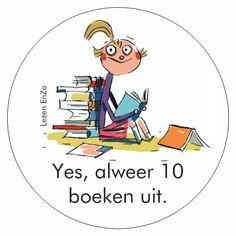 Lezen EnZo
Yes, alweer 10
boeken uit.